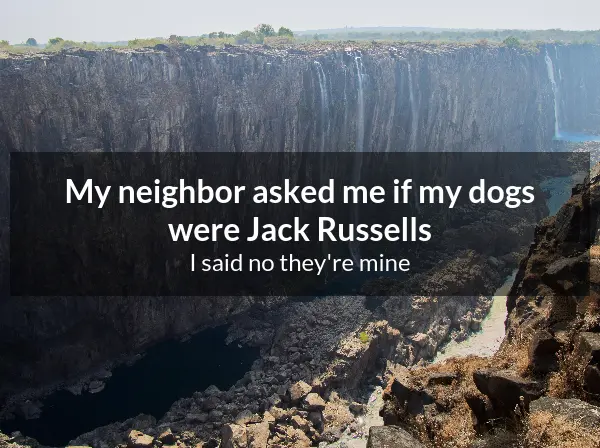 My neighbor asked me if my dogs
were Jack Russells
I said no they're mine